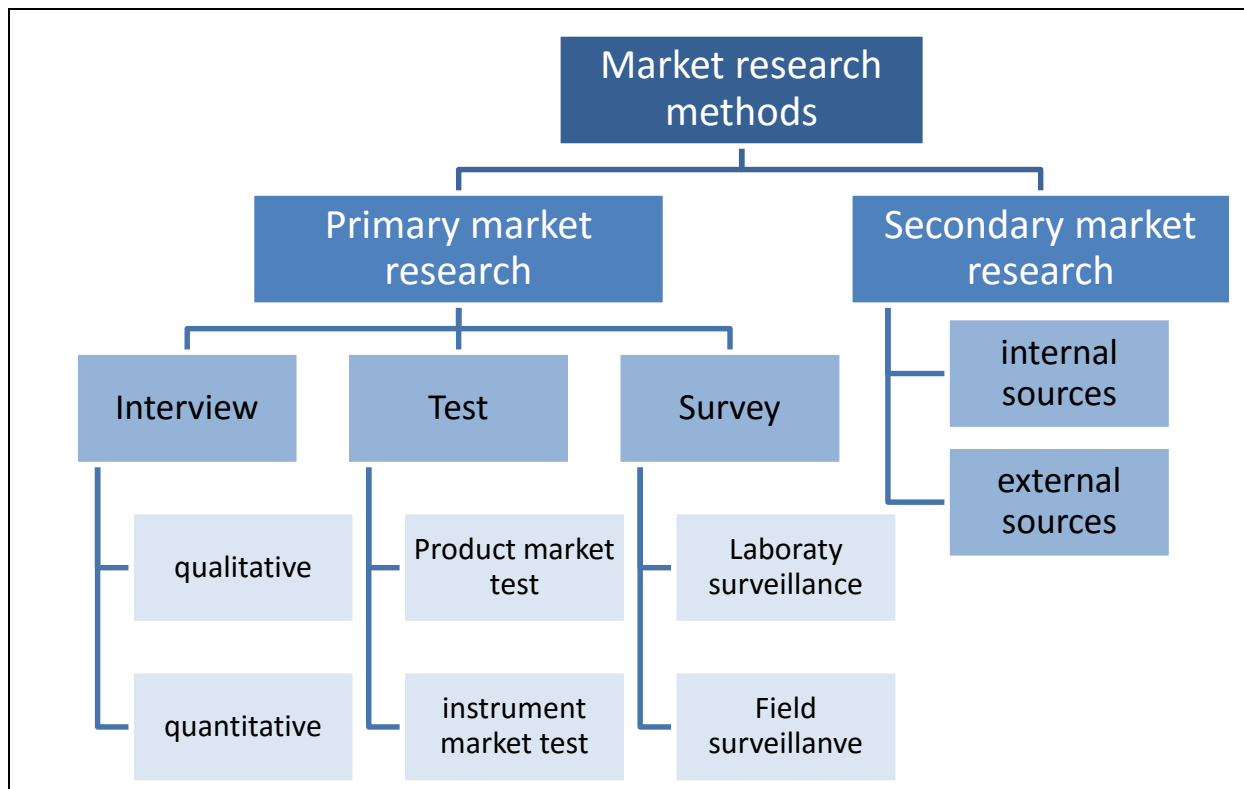 Market research
methods
Primary market
research
Secondary market
research
Interview
Test
Survey
internal
sources
external
sources
qualitative
Product market
test
Laboraty
surveillance
quantitative
instrument
market test
Field
surveillanve